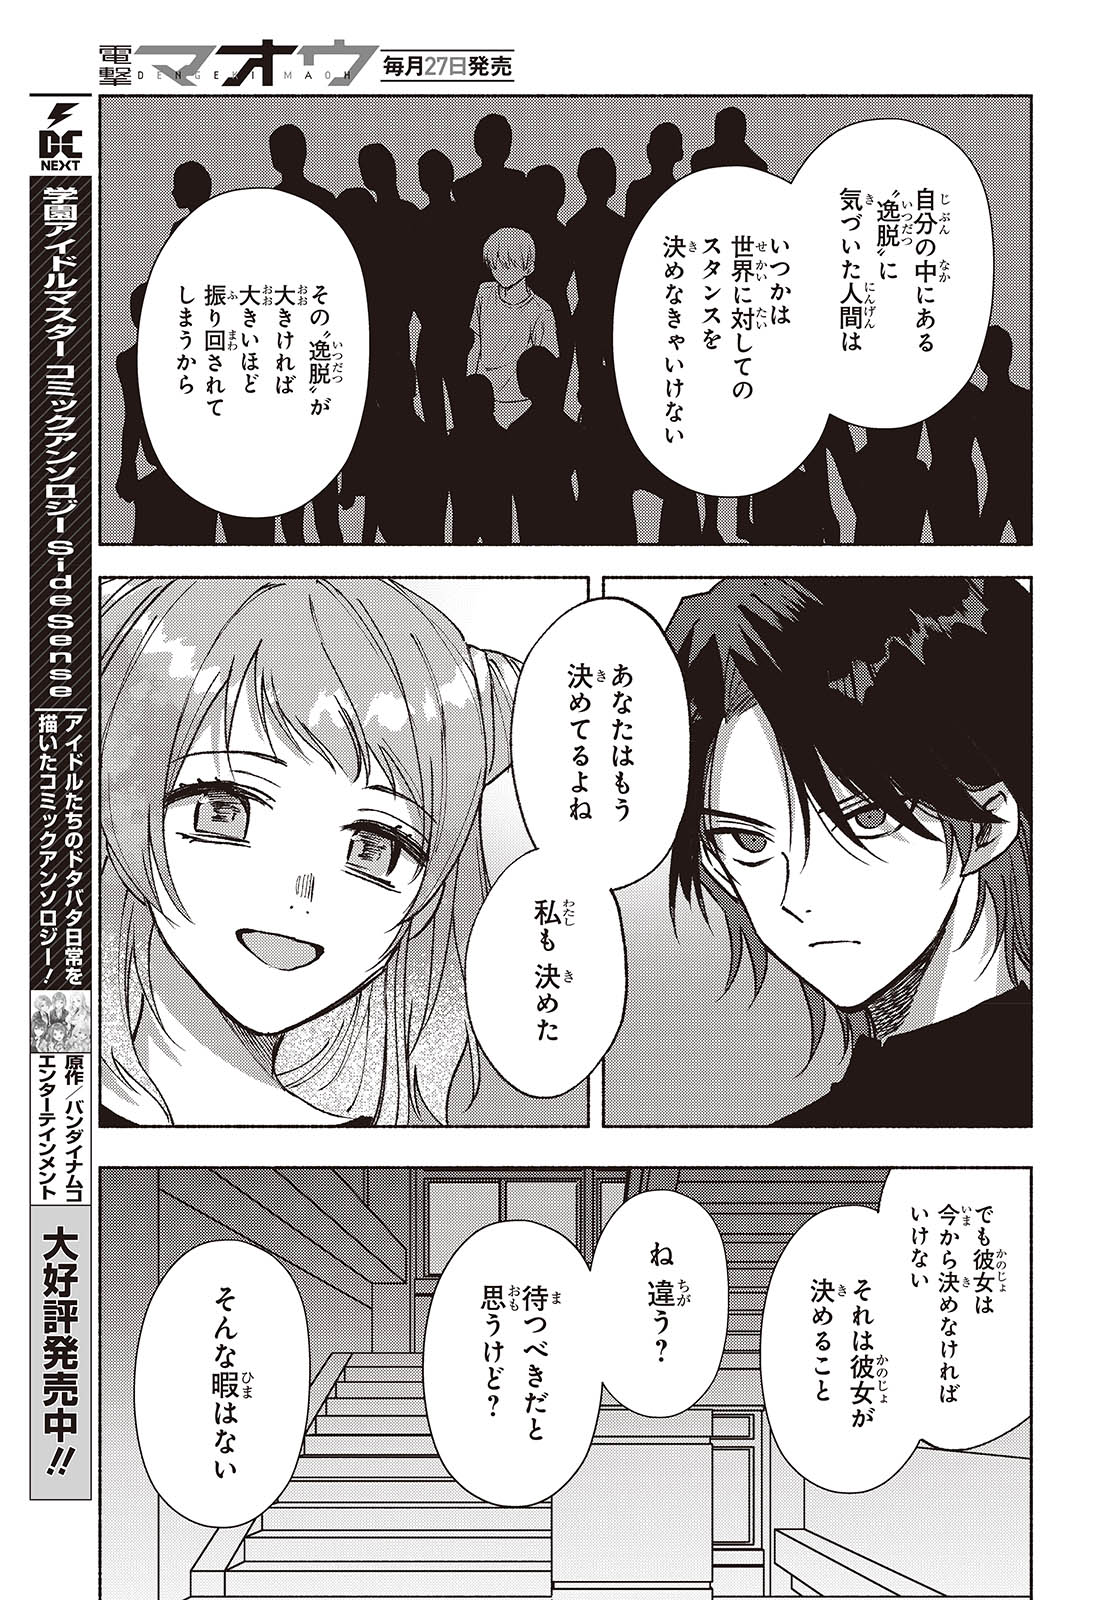 電撃マオウ
DENGEKI MAOH
毎月27日発売
自分の中にある
〝逸脱〟に
気づいた人間は
いつかは
世界に対しての
スタンスを
決めなきゃいけない
その〝逸脱〟が
大きければ
大きいほど
振り回されて
しまうから
あなたはもう
決めてるよね
私も決めた
でも彼女は
今から決めなければ
いけない
それは彼女が
決めること
ね 違う?
待つべきだと
思うけど?
そんな暇はない
DC
NEXT
学園アイドルマスター コミックアンソロジー Side Sense
アイドルたちのドタバタ日常を
描いたコミックアンソロジー!
原作/バンダイナムコ
エンターテインメント
大好評発売中!!